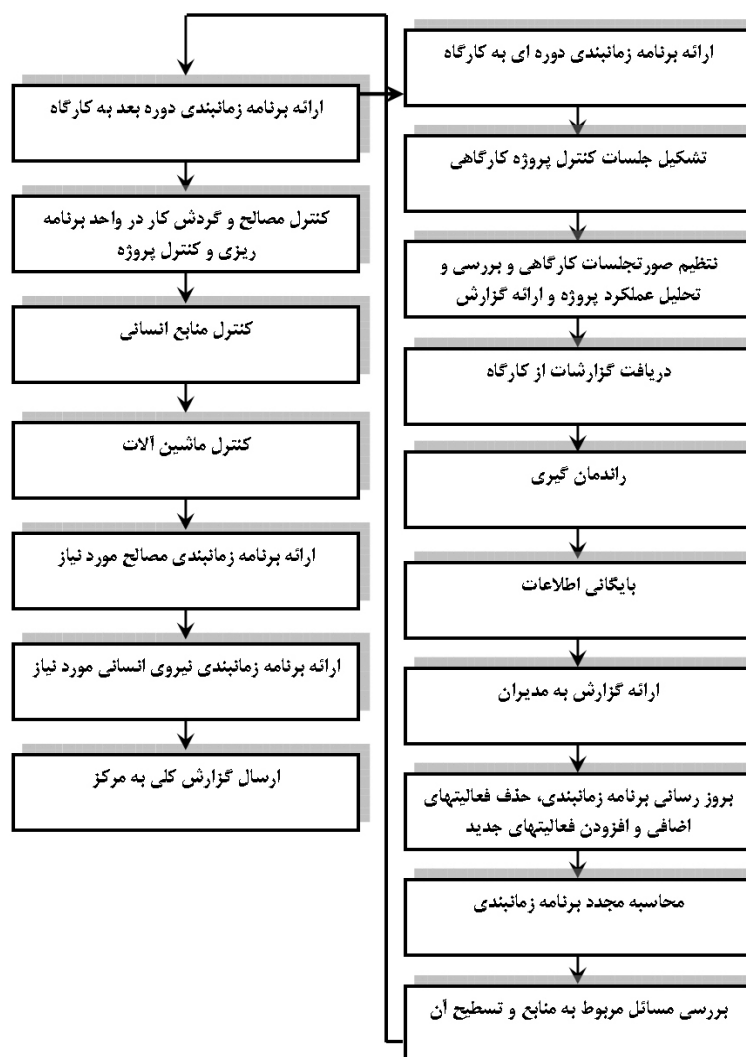 ارائه برنامه زمانبندی دوره ای به کارگاه
تشکیل جلسات کنترل پروژه کارگاهی
نتظیم صورتجلسات کارگاهی و بررسی و
تحلیل عملکرد پروژه و ارائه گزارش
دریافت گزارشات از کارگاه
راندمان گیری
بایگانی اطلاعات
ارائه گزارش به مدیران
بروز رسانی برنامه زمانبندی، حذف فعالیتهای
اضافی و افزودن فعالیتهای جدید
محاسبه مجدد برنامه زمانبندی
بررسی مسائل مربوط به منابع و تسطیح آن
ارائه برنامه زمانبندی دوره بعد به کارگاه
کنترل مصالح و گردش کار در واحد برنامه
ریزی و کنترل پروژه
کنترل منابع انسانی
کنترل ماشین آلات
ارائه برنامه زمانبندی مصالح مورد نیاز
ارائه برنامه زمانبندی نیروی انسانی مورد نیاز
ارسال گزارش کلی به مرکز